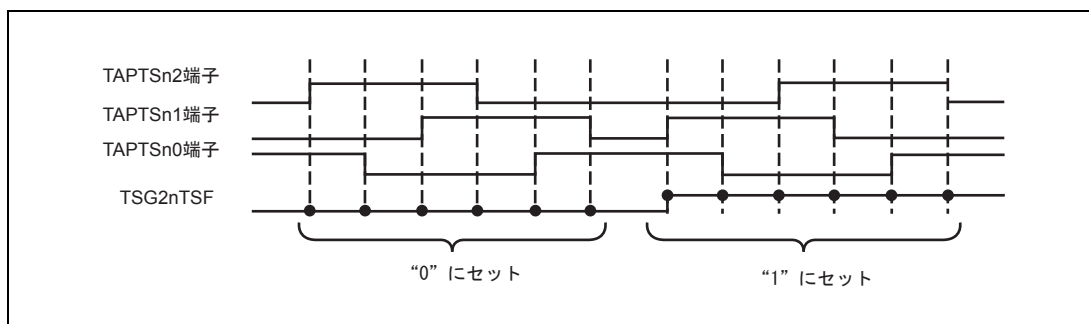 TAPTSn2端子
TAPTSn1端子
TAPTSn0端子
TSG2nTSF
“0” にセット
“1” にセット